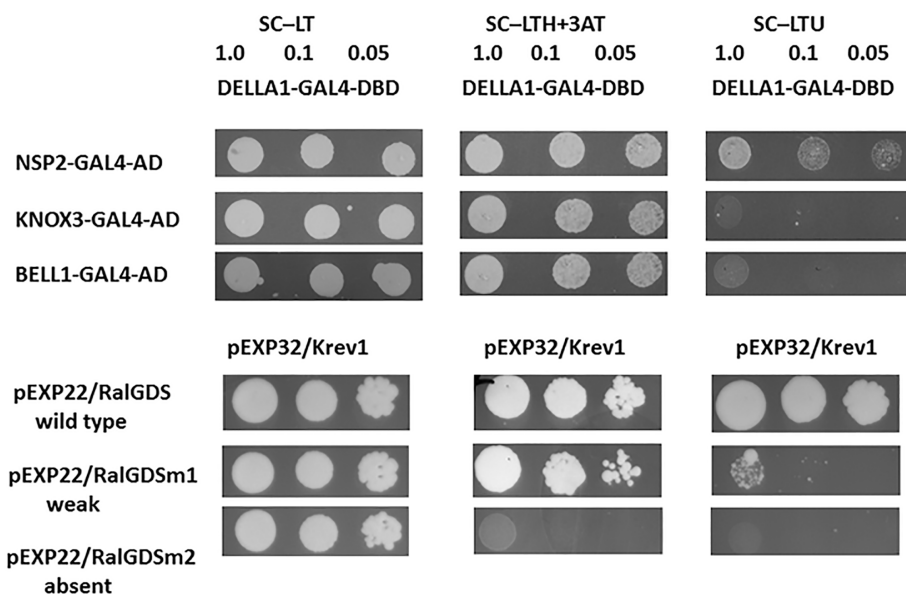 SC–LT SC–LTH+3AT SC–LTU
1.0 0.1 0.05 1.0 0.1 0.05 1.0 0.1 0.05
DELLA1-GAL4-DBD DELLA1-GAL4-DBD DELLA1-GAL4-DBD
NSP2-GAL4-AD
KNOX3-GAL4-AD
BELL1-GAL4-AD
pEXP32/Krev1 pEXP32/Krev1 pEXP32/Krev1
pEXP22/RalGDS
wild type
pEXP22/RalGDSm1
weak
pEXP22/RalGDSm2
absent